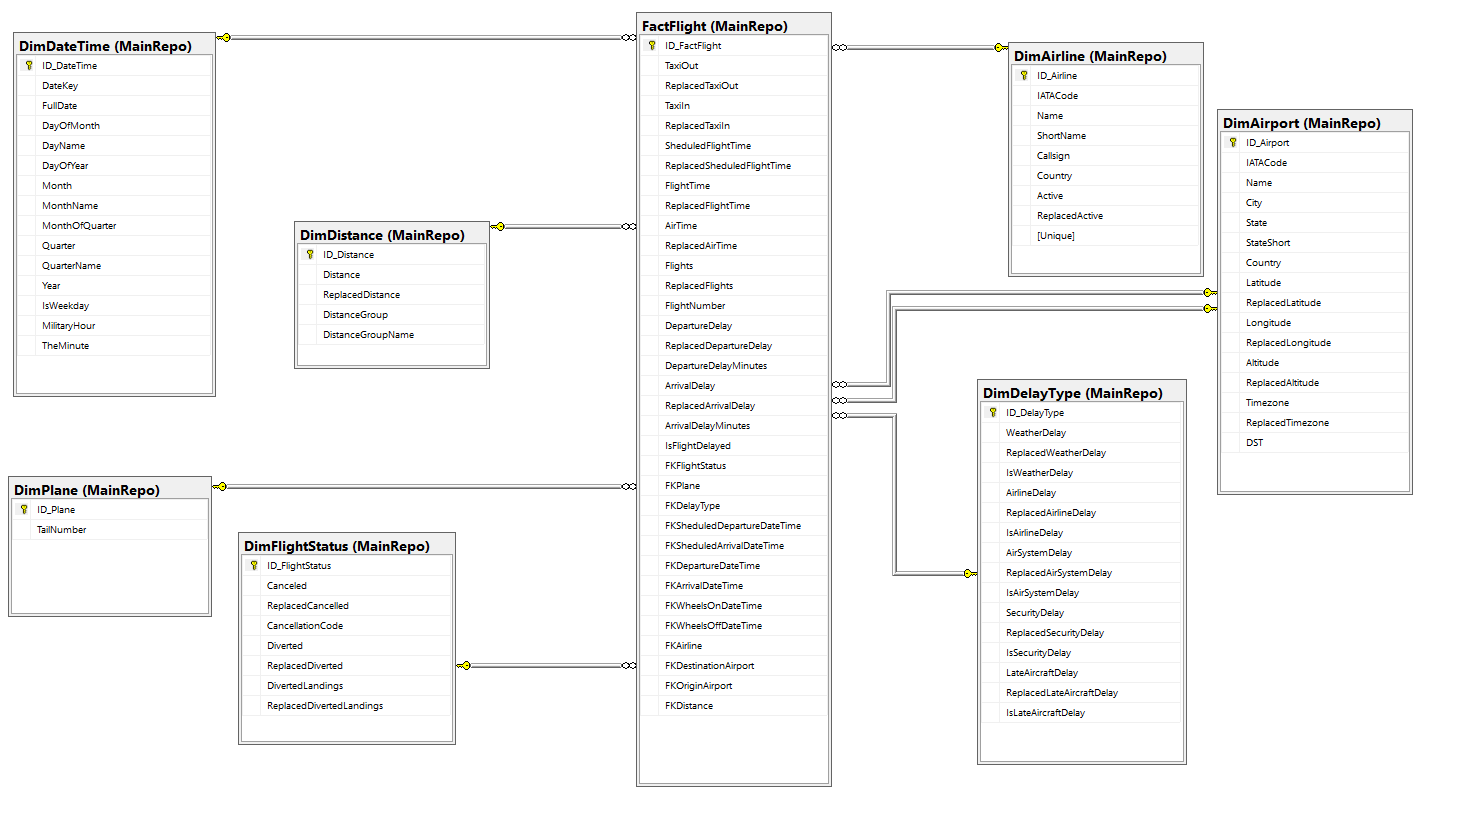 DimDateTime (MainRepo)
ID_DateTime
DateKey
FullDate
DayOfMonth
DayName
DayOfYear
Month
MonthName
MonthOfQuarter
Quarter
QuarterName
Year
IsWeekday
MilitaryHour
TheMinute
DimDistance (MainRepo)
ID_Distance
Distance
ReplacedDistance
DistanceGroup
DistanceGroupName
DimPlane (MainRepo)
ID_Plane
TailNumber
DimFlightStatus (MainRepo)
ID_FlightStatus
Canceled
ReplacedCancelled
CancellationCode
Diverted
ReplacedDiverted
DivertedLandings
ReplacedDivertedLandings
FactFlight (MainRepo)
ID_FactFlight
TaxiOut
ReplacedTaxiOut
TaxiIn
ReplacedTaxiIn
SheduledFlightTime
ReplacedSheduledFlightTime
FlightTime
ReplacedFlightTime
AirTime
ReplacedAirTime
Flights
ReplacedFlights
FlightNumber
DepartureDelay
ReplacedDepartureDelay
DepartureDelayMinutes
ArrivalDelay
ReplacedArrivalDelay
ArrivalDelayMinutes
IsFlightDelayed
FKFlightStatus
FKPlane
FKDelayType
FKSheduledDepartureDateTime
FKSheduledArrivalDateTime
FKDepartureDateTime
FKArrivalDateTime
FKWheelsOnDateTime
FKWheelsOffDateTime
FKAirline
FKDestinationAirport
FKOriginAirport
FKDistance
DimAirline (MainRepo)
ID_Airline
IATACode
Name
ShortName
Callsign
Country
Active
ReplacedActive
[Unique]
DimAirport (MainRepo)
ID_Airport
IATACode
Name
City
State
StateShort
Country
Latitude
ReplacedLatitude
Longitude
ReplacedLongitude
Altitude
ReplacedAltitude
Timezone
ReplacedTimezone
DST
DimDelayType (MainRepo)
ID_DelayType
WeatherDelay
ReplacedWeatherDelay
IsWeatherDelay
AirlineDelay
ReplacedAirlineDelay
IsAirlineDelay
AirSystemDelay
ReplacedAirSystemDelay
IsAirSystemDelay
SecurityDelay
ReplacedSecurityDelay
IsSecurityDelay
LateAircraftDelay
ReplacedLateAircraftDelay
IsLateAircraftDelay